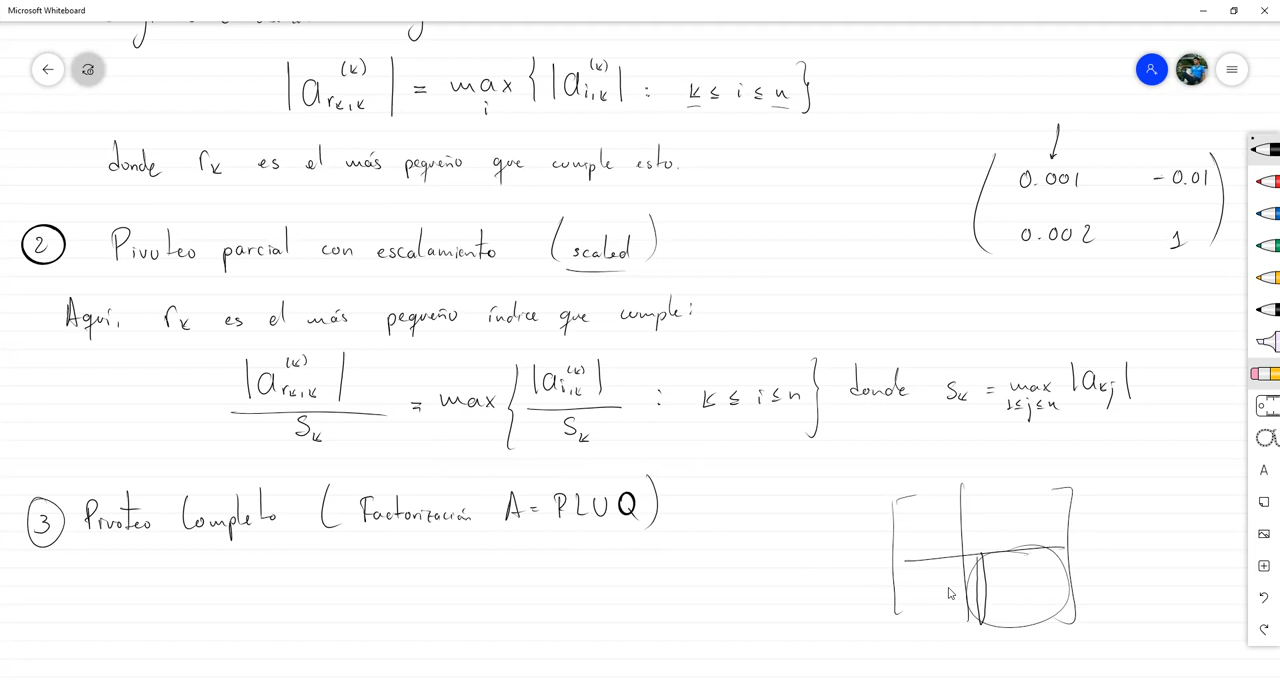 Microsoft Whiteboard
|a_{r_k,k}^{(k)}| = max_i { |a_{i,k}^{(k)}| : k ≤ i ≤ n }
donde r_k es el más pequeño que cumple esto.
( 0.001 -0.01
0.002 1 )
② Pivoteo parcial con escalamiento (scaled)
Aquí, r_k es el más pequeño índice que cumple:
|a_{r_k,k}^{(k)}| / S_k = max { |a_{i,k}^{(k)}| / S_k : k ≤ i ≤ n } donde S_k = max_{1≤j≤n} |a_{kj}|
③ Pivoteo Completo ( Factorización A = PLUQ )